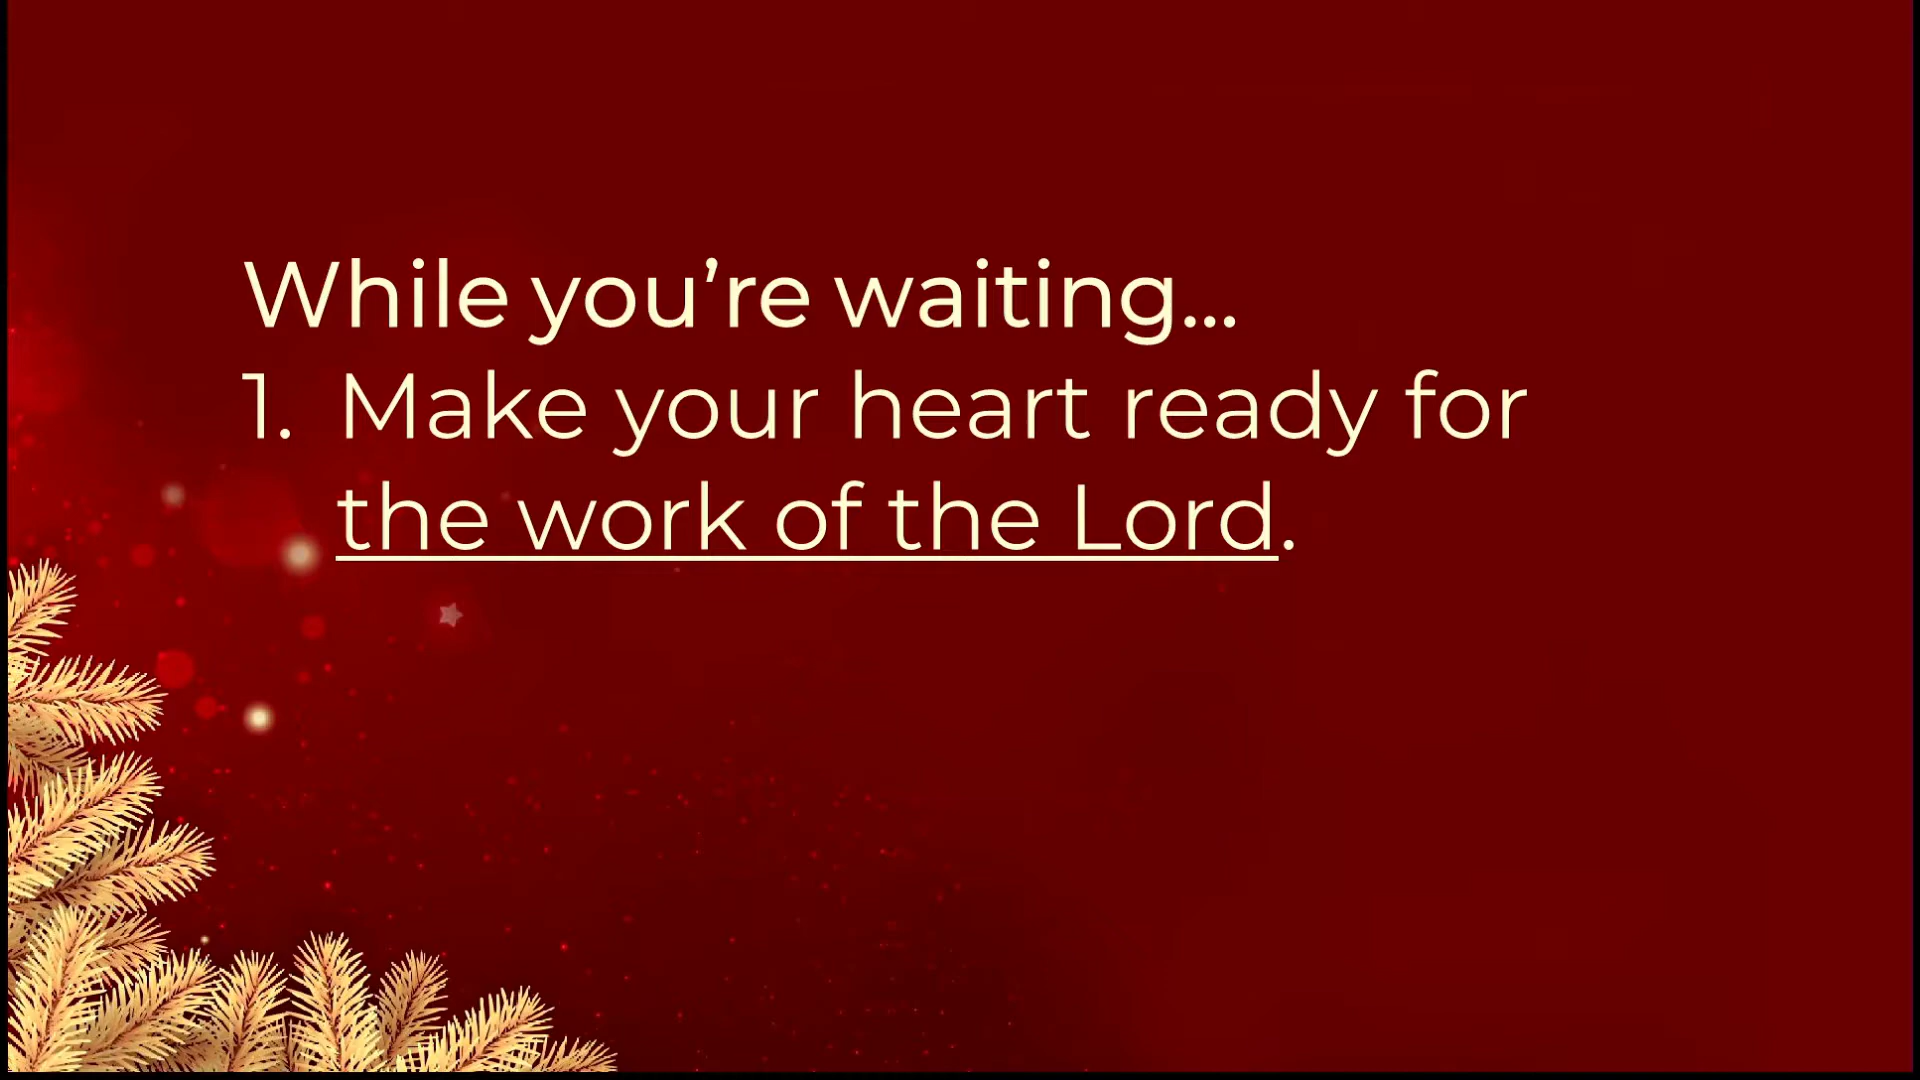 While you’re waiting...
1. Make your heart ready for
the work of the Lord.